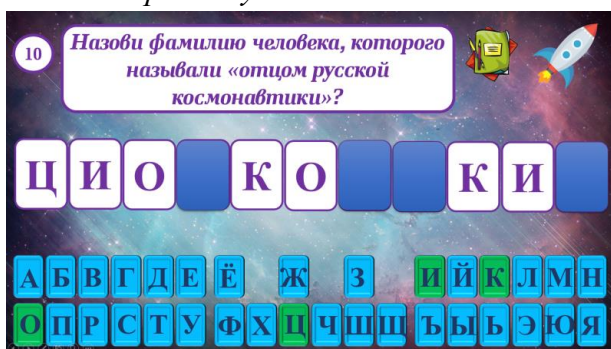 10
Назови фамилию человека, которого
называли «отцом русской
космонавтики»?
Ц И О К О К И
А Б В Г Д Е Ё Ж З И Й К Л М Н
О П Р С Т У Ф Х Ц Ч Ш Щ Ъ Ы Ь Э Ю Я